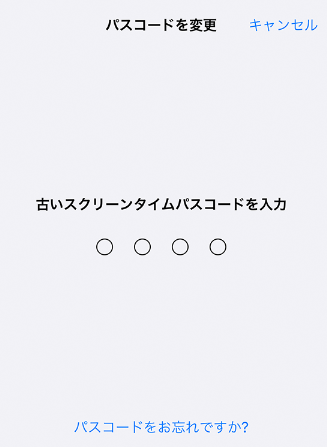 パスコードを変更
キャンセル
古いスクリーンタイムパスコードを入力
パスコードをお忘れですか?